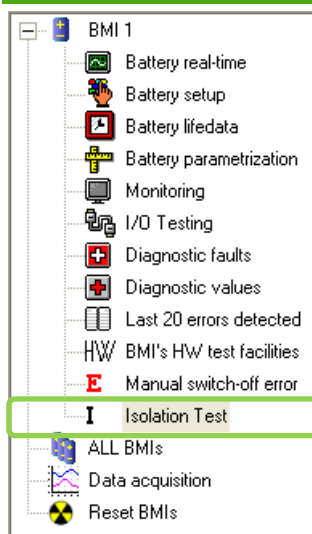 BMI 1
Battery real-time
Battery setup
Battery lifedata
Battery parametrization
Monitoring
I/O Testing
Diagnostic faults
Diagnostic values
Last 20 errors detected
HW BMI's HW test facilities
E Manual switch-off error
I Isolation Test
ALL BMIs
Data acquisition
Reset BMIs